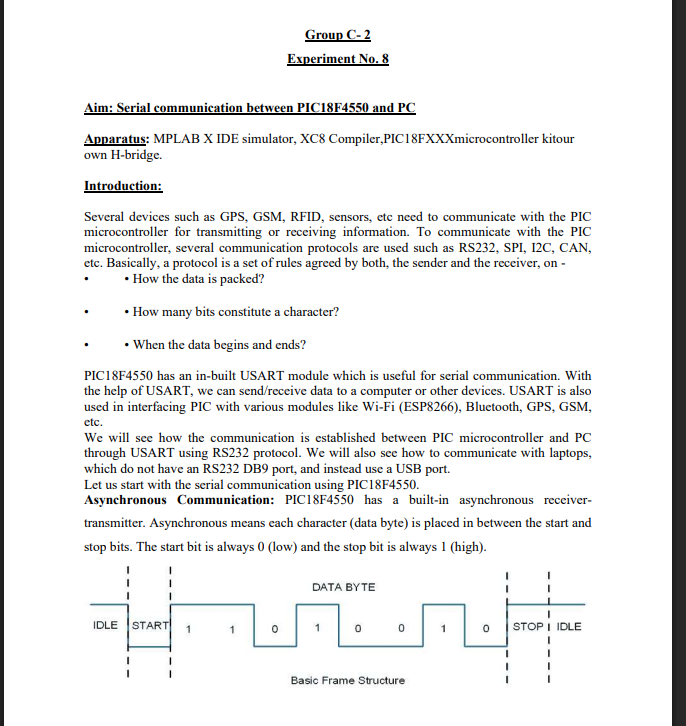 Group C- 2
Experiment No. 8
Aim: Serial communication between PIC18F4550 and PC
Apparatus: MPLAB X IDE simulator, XC8 Compiler,PIC18FXXXmicrocontroller kitour
own H-bridge.
Introduction:
Several devices such as GPS, GSM, RFID, sensors, etc need to communicate with the PIC
microcontroller for transmitting or receiving information. To communicate with the PIC
microcontroller, several communication protocols are used such as RS232, SPI, I2C, CAN,
etc. Basically, a protocol is a set of rules agreed by both, the sender and the receiver, on -
• • How the data is packed?
• • How many bits constitute a character?
• • When the data begins and ends?
PIC18F4550 has an in-built USART module which is useful for serial communication. With
the help of USART, we can send/receive data to a computer or other devices. USART is also
used in interfacing PIC with various modules like Wi-Fi (ESP8266), Bluetooth, GPS, GSM,
etc.
We will see how the communication is established between PIC microcontroller and PC
through USART using RS232 protocol. We will also see how to communicate with laptops,
which do not have an RS232 DB9 port, and instead use a USB port.
Let us start with the serial communication using PIC18F4550.
Asynchronous Communication: PIC18F4550 has a built-in asynchronous receiver-
transmitter. Asynchronous means each character (data byte) is placed in between the start and
stop bits. The start bit is always 0 (low) and the stop bit is always 1 (high).
DATA BYTE
IDLE START 1 1 0 1 0 0 1 0 STOP IDLE
Basic Frame Structure